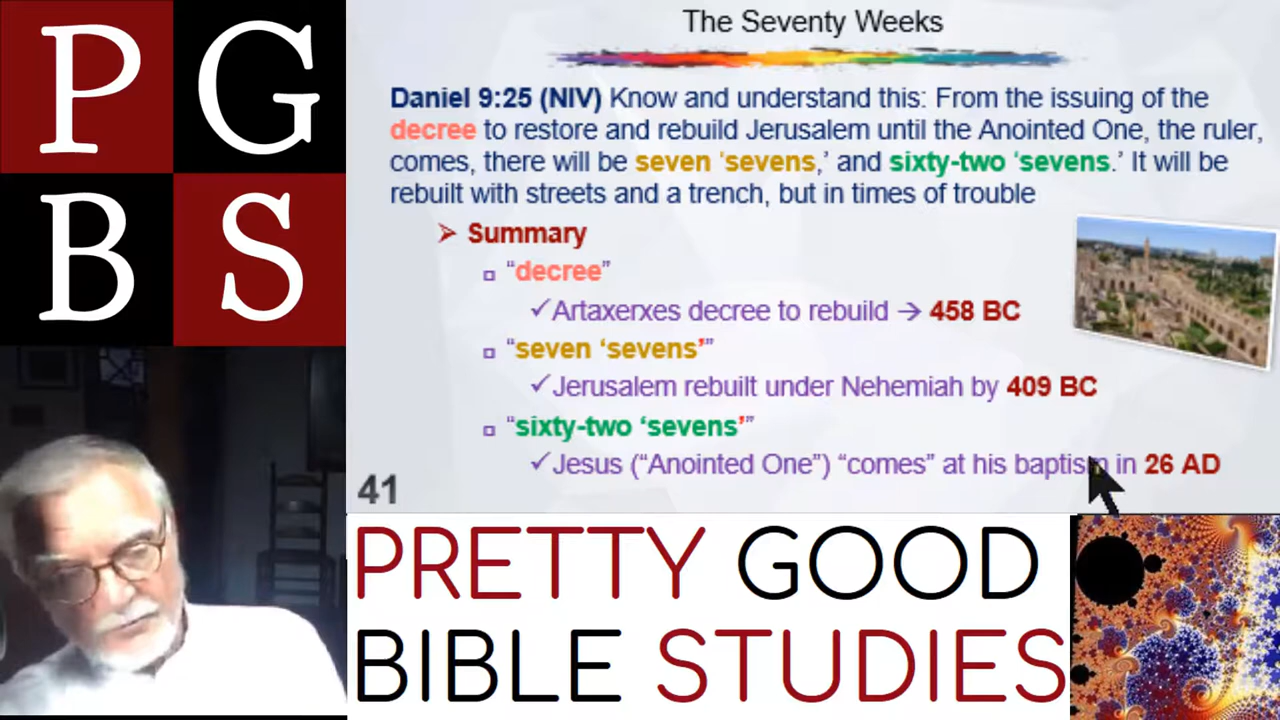 P G
B S
The Seventy Weeks
Daniel 9:25 (NIV) Know and understand this: From the issuing of the
decree to restore and rebuild Jerusalem until the Anointed One, the ruler,
comes, there will be seven ‘sevens,’ and sixty-two ‘sevens.’ It will be
rebuilt with streets and a trench, but in times of trouble
➢ Summary
▫ “decree”
✓Artaxerxes decree to rebuild → 458 BC
▫ “seven ‘sevens’”
✓Jerusalem rebuilt under Nehemiah by 409 BC
▫ “sixty-two ‘sevens’”
✓Jesus (“Anointed One”) “comes” at his baptism in 26 AD
41
PRETTY GOOD
BIBLE STUDIES